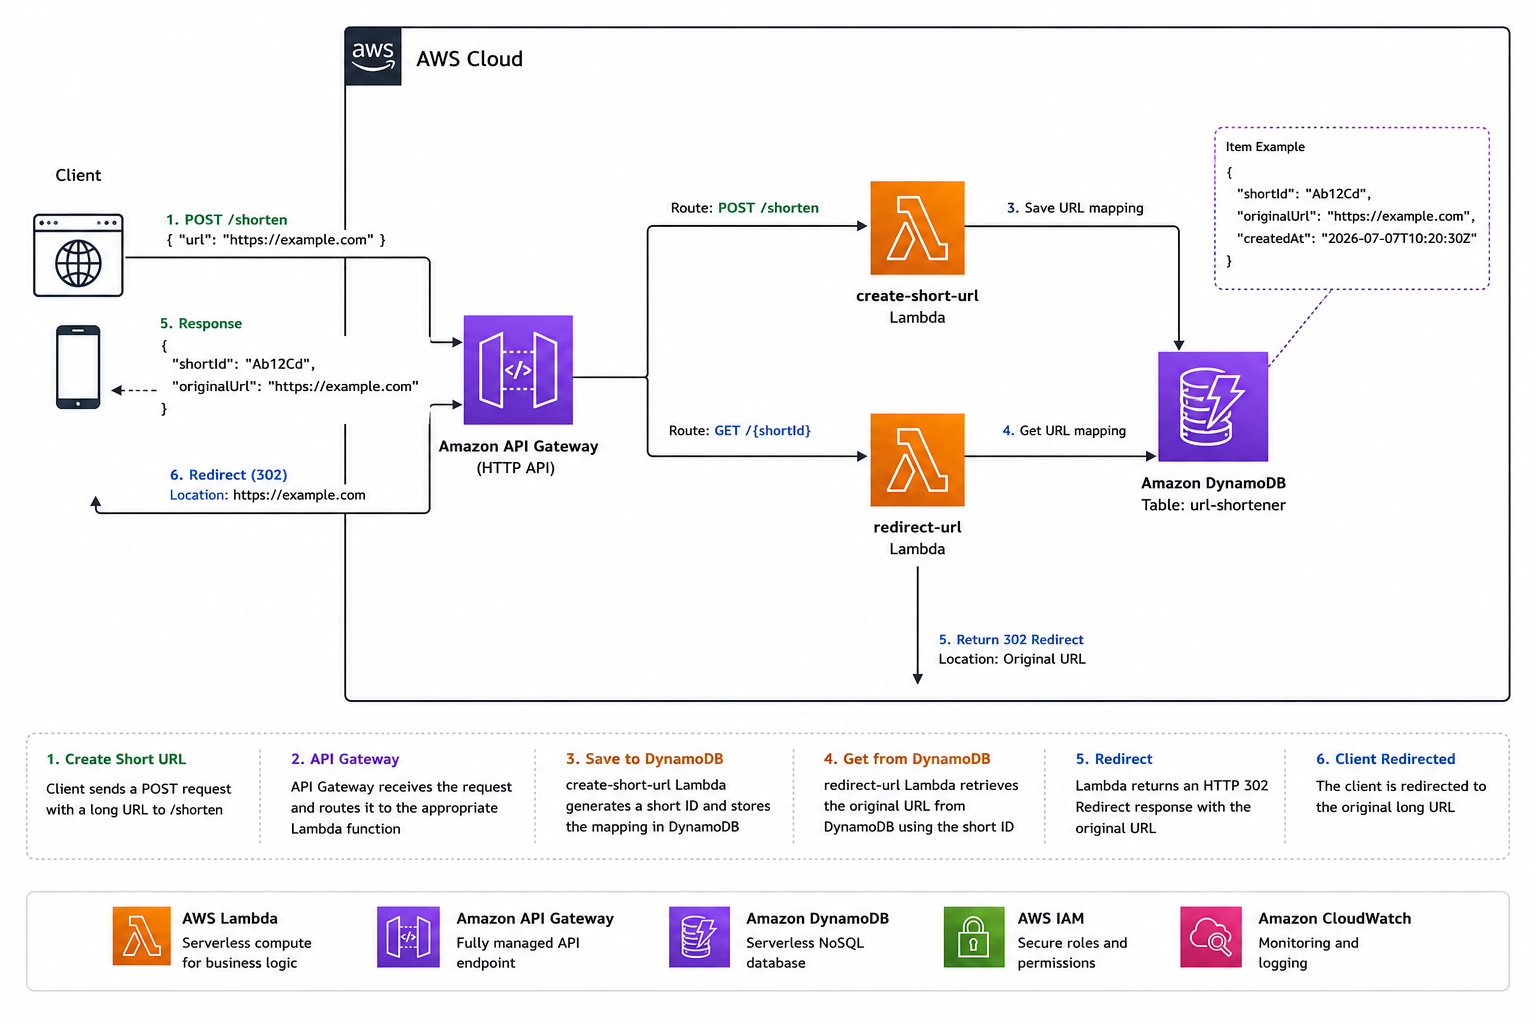 aws
AWS Cloud
Client
1. POST /shorten
{ "url": "https://example.com" }
5. Response
{
"shortId": "Ab12Cd",
"originalUrl": "https://example.com"
}
6. Redirect (302)
Location: https://example.com
</>
Amazon API Gateway
(HTTP API)
Route: POST /shorten
create-short-url
Lambda
3. Save URL mapping
Route: GET /{shortId}
redirect-url
Lambda
4. Get URL mapping
Item Example
{
"shortId": "Ab12Cd",
"originalUrl": "https://example.com",
"createdAt": "2026-07-07T10:20:30Z"
}
Amazon DynamoDB
Table: url-shortener
5. Return 302 Redirect
Location: Original URL
1. Create Short URL
Client sends a POST request
with a long URL to /shorten
2. API Gateway
API Gateway receives the request
and routes it to the appropriate
Lambda function
3. Save to DynamoDB
create-short-url Lambda
generates a short ID and stores
the mapping in DynamoDB
4. Get from DynamoDB
redirect-url Lambda retrieves
the original URL from
DynamoDB using the short ID
5. Redirect
Lambda returns an HTTP 302
Redirect response with the
original URL
6. Client Redirected
The client is redirected to
the original long URL
AWS Lambda
Serverless compute
for business logic
</>
Amazon API Gateway
Fully managed API
endpoint
Amazon DynamoDB
Serverless NoSQL
database
AWS IAM
Secure roles and
permissions
Amazon CloudWatch
Monitoring and
logging